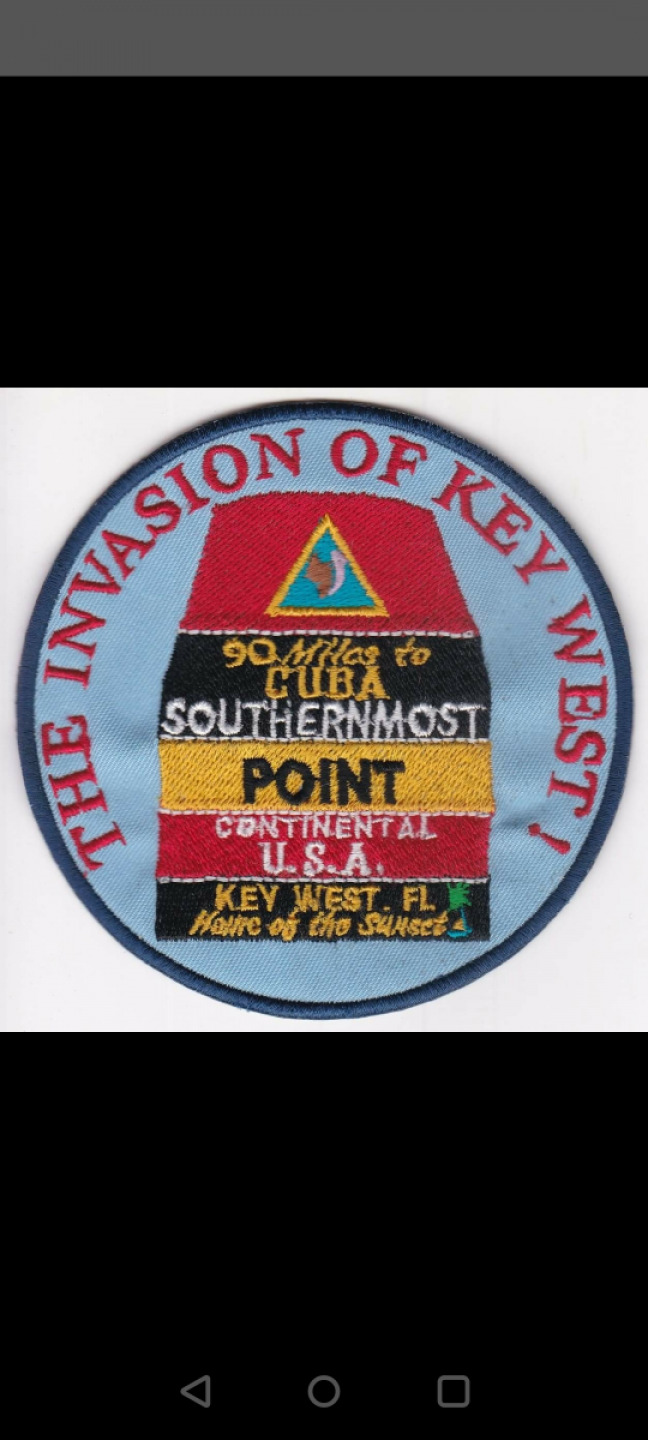 THE INVASION OF KEY WEST!
90 Miles to
CUBA
SOUTHERNMOST
POINT
CONTINENTAL
U.S.A.
KEY WEST. FL
Home of the Sunset